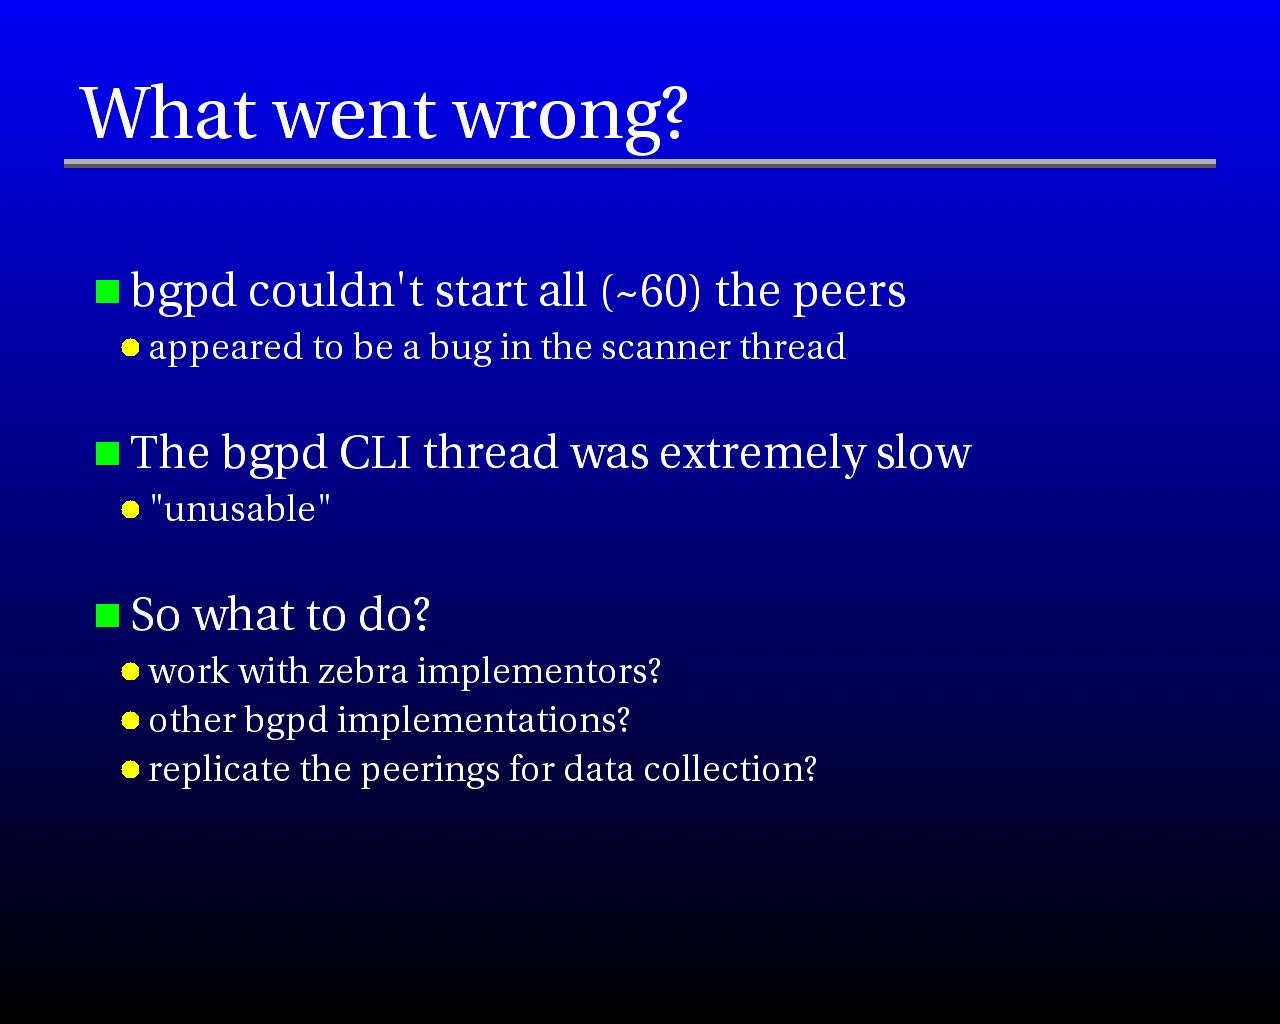 What went wrong?
bgpd couldn't start all (~60) the peers
appeared to be a bug in the scanner thread
The bgpd CLI thread was extremely slow
"unusable"
So what to do?
work with zebra implementors?
other bgpd implementations?
replicate the peerings for data collection?